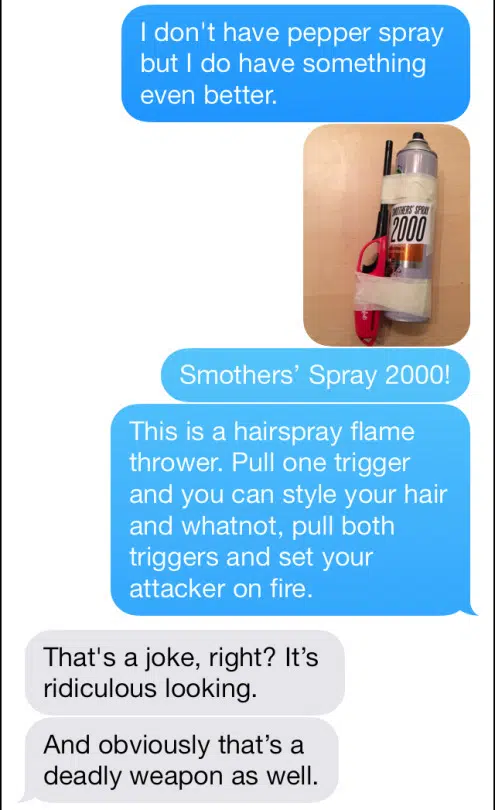 I don't have pepper spray
but I do have something
even better.
SMOTHERS' SPRAY
2000
Smothers’ Spray 2000!
This is a hairspray flame
thrower. Pull one trigger
and you can style your hair
and whatnot, pull both
triggers and set your
attacker on fire.
That's a joke, right? It’s
ridiculous looking.
And obviously that’s a
deadly weapon as well.